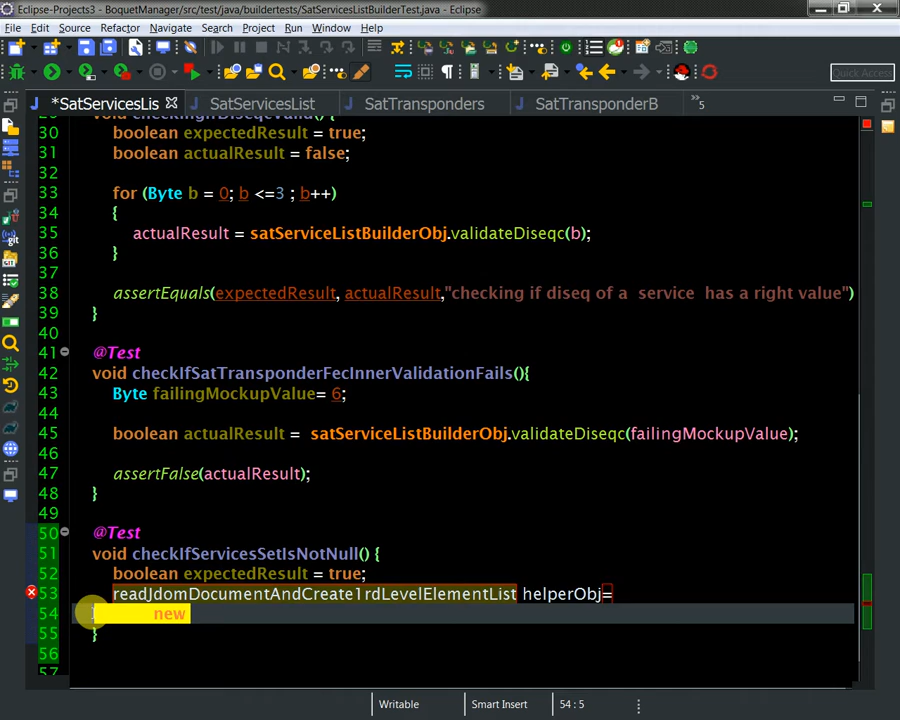 Eclipse-Projects3 - BoquetManager/src/test/java/buildertests/SatServicesListBuilderTest.java - Eclipse
File Edit Source Refactor Navigate Search Project Run Window Help
Quick Access
*SatServicesLis SatServicesList SatTransponders SatTransponderB »5
void checkingIfDiseqcValid() {
30 boolean expectedResult = true;
31 boolean actualResult = false;
32
33 for (Byte b = 0; b <=3 ; b++)
34 {
35 actualResult = satServiceListBuilderObj.validateDiseqc(b);
36 }
37
38 assertEquals(expectedResult, actualResult,"checking if diseq of a service has a right value")
39 }
40
41 @Test
42 void checkIfSatTransponderFecInnerValidationFails(){
43 Byte failingMockupValue= 6;
44
45 boolean actualResult = satServiceListBuilderObj.validateDiseqc(failingMockupValue);
46
47 assertFalse(actualResult);
48 }
49
50 @Test
51 void checkIfServicesSetIsNotNull() {
52 boolean expectedResult = true;
53 readJdomDocumentAndCreate1rdLevelElementList helperObj=
54 new
55 }
56
57
Writable Smart Insert 54 : 5